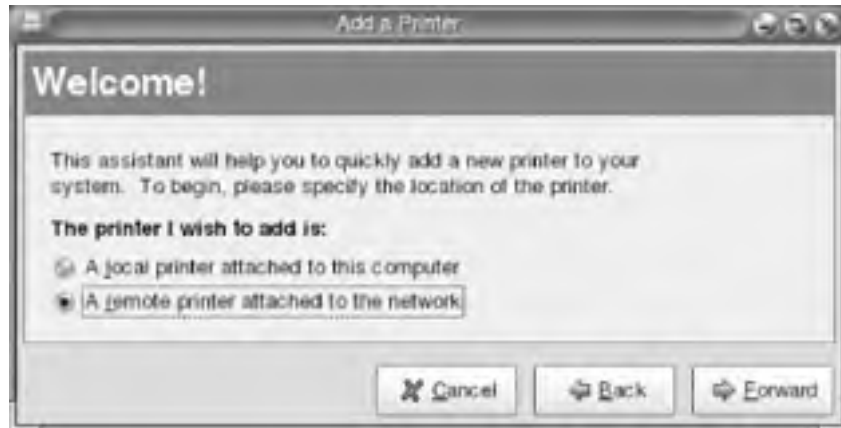 Add a Printer
Welcome!
This assistant will help you to quickly add a new printer to your
system. To begin, please specify the location of the printer.
The printer I wish to add is:
A local printer attached to this computer
A remote printer attached to the network
Cancel
Back
Forward